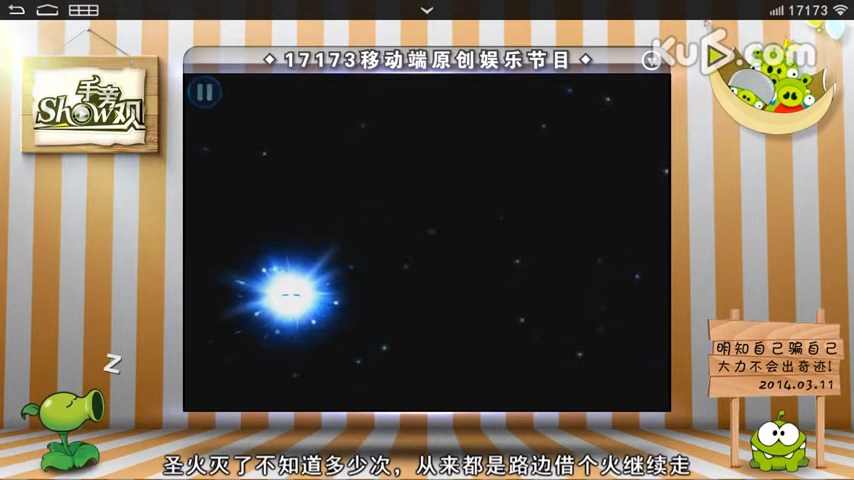 17173
17173移动端原创娱乐节目
Ku6.com
手旁
Show观
Z
明知自己骗自己
大力不会出奇迹!
2014.03.11
圣火灭了不知道多少次，从来都是路边借个火继续走